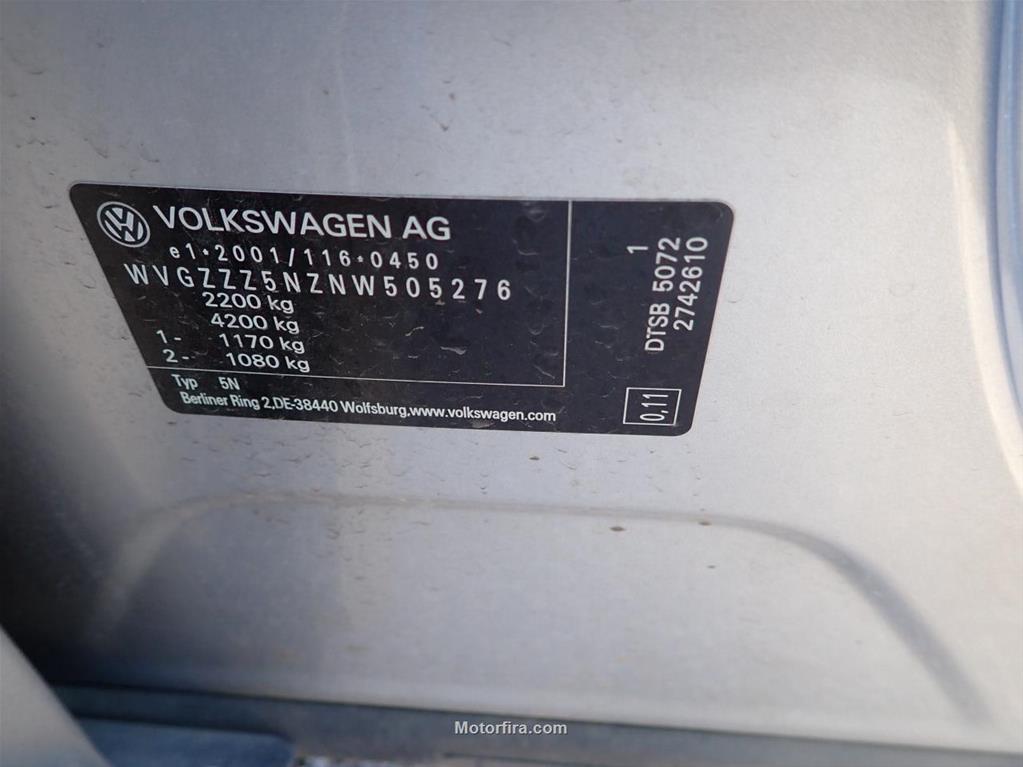 VOLKSWAGEN AG
e1*2001/116*0450
WVGZZZ5NZNW505276
2200 kg
4200 kg
1- 1170 kg
2- 1080 kg
Typ 5N
Berliner Ring 2,DE-38440 Wolfsburg,www.volkswagen.com
1
DTSB 5072
2742610
0,11
Motorfira.com